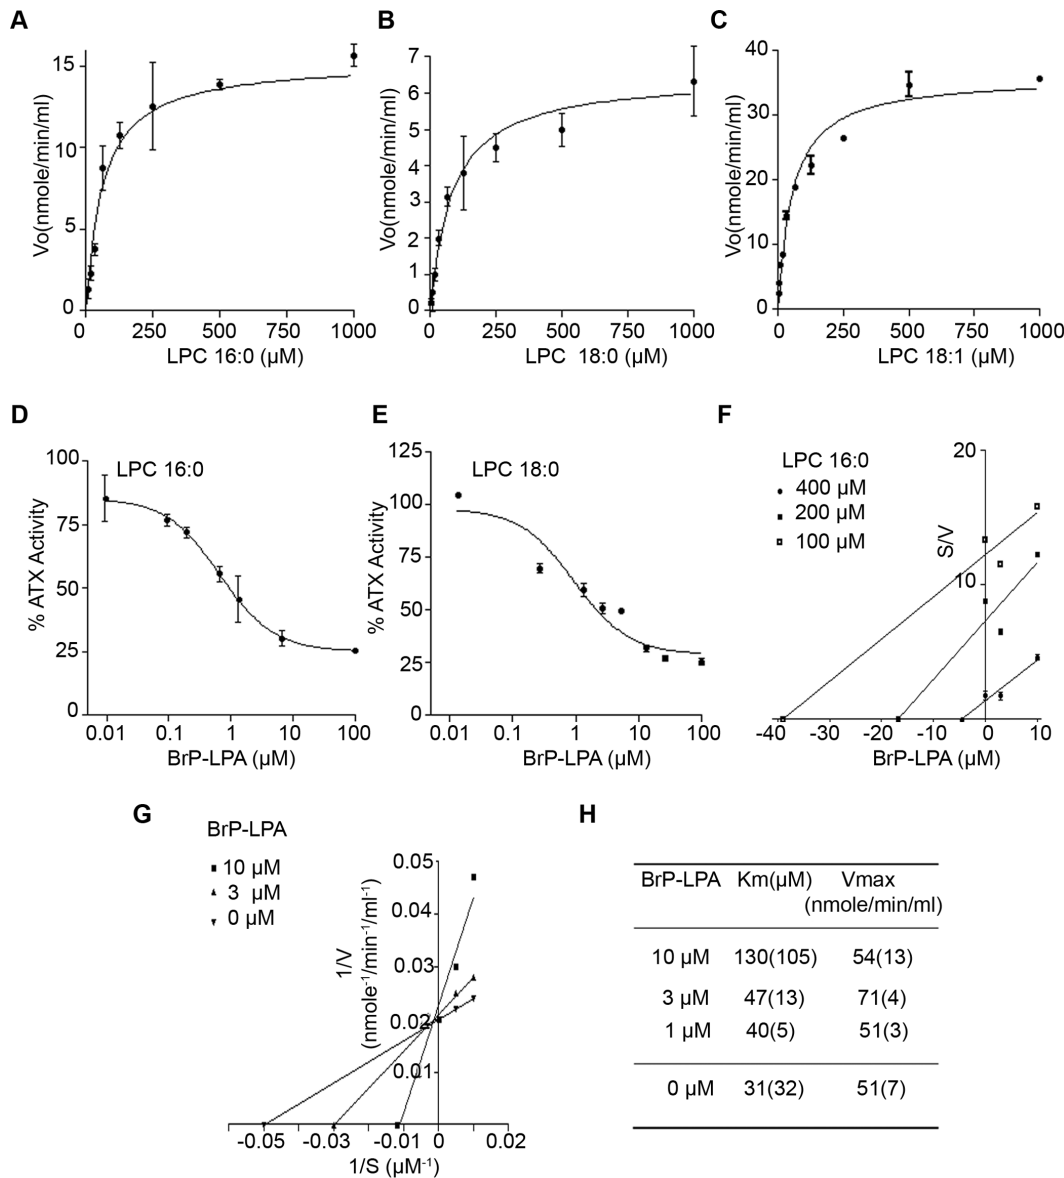 A
B
C
15
10
5
0
Vo(nmole/min/ml)
0 250 500 750 1000
LPC 16:0 (µM)
7
6
5
4
3
2
1
0
Vo(nmole/min/ml)
0 250 500 750 1000
LPC 18:0 (µM)
40
30
20
10
0
Vo(nmole/min/ml)
0 250 500 750 1000
LPC 18:1 (µM)
D
E
F
LPC 16:0
100
75
50
25
0
% ATX Activity
0.01 0.1 1 10 100
BrP-LPA (µM)
LPC 18:0
125
100
75
50
25
0
% ATX Activity
0.01 0.1 1 10 100
BrP-LPA (µM)
LPC 16:0
400 µM
200 µM
100 µM
20
10
S/V
-40 -30 -20 -10 0 10
BrP-LPA (µM)
G
BrP-LPA
10 µM
3 µM
0 µM
0.05
0.04
0.03
0.02
0.01
1/V
(nmole⁻¹/min⁻¹/ml⁻¹)
-0.05 -0.03 -0.01 0 0.02
1/S (µM⁻¹)
H
BrP-LPA Km(µM) Vmax
(nmole/min/ml)
10 µM 130(105) 54(13)
3 µM 47(13) 71(4)
1 µM 40(5) 51(3)
0 µM 31(32) 51(7)